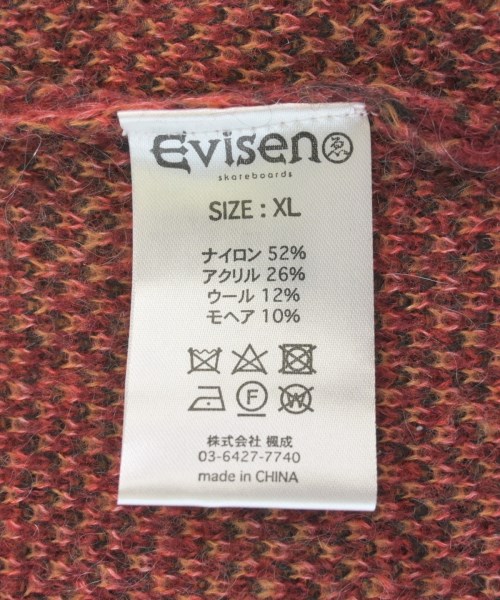 Evisen ゑ
skateboards
SIZE : XL
ナイロン 52%
アクリル 26%
ウール 12%
モヘア 10%
株式会社 楓成
03-6427-7740
made in CHINA